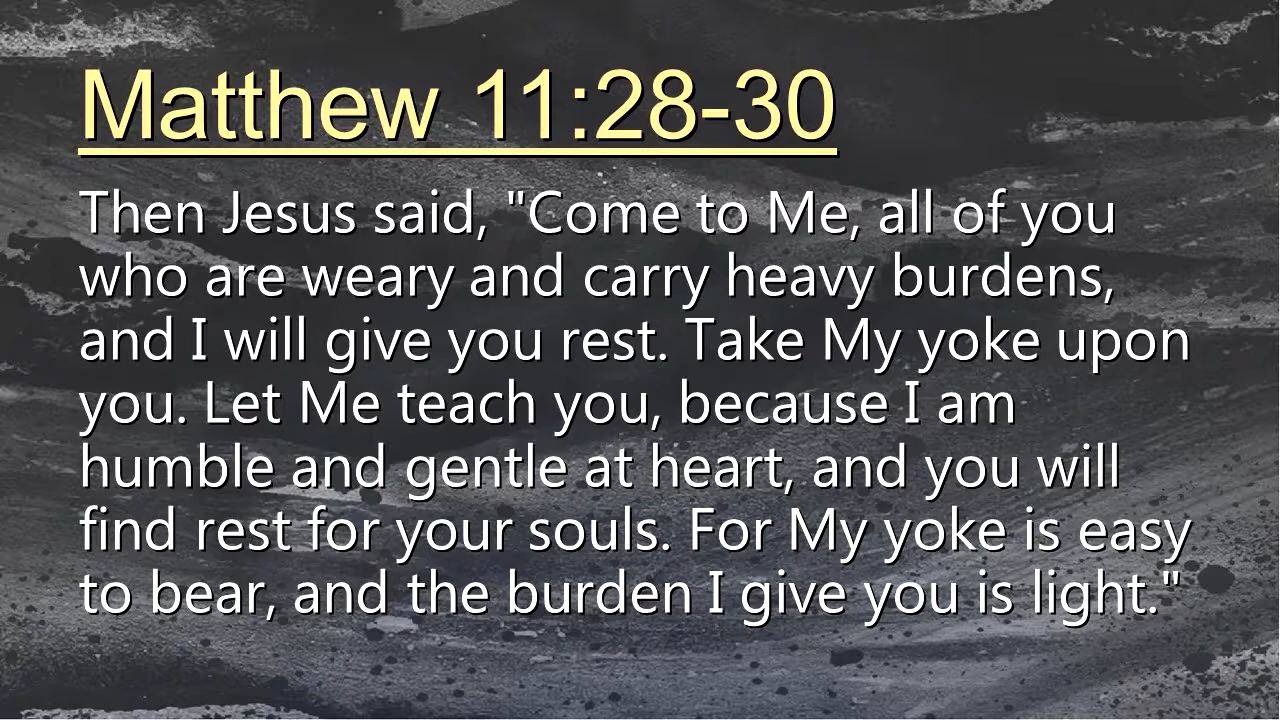 Matthew 11:28-30
Then Jesus said, "Come to Me, all of you
who are weary and carry heavy burdens,
and I will give you rest. Take My yoke upon
you. Let Me teach you, because I am
humble and gentle at heart, and you will
find rest for your souls. For My yoke is easy
to bear, and the burden I give you is light."